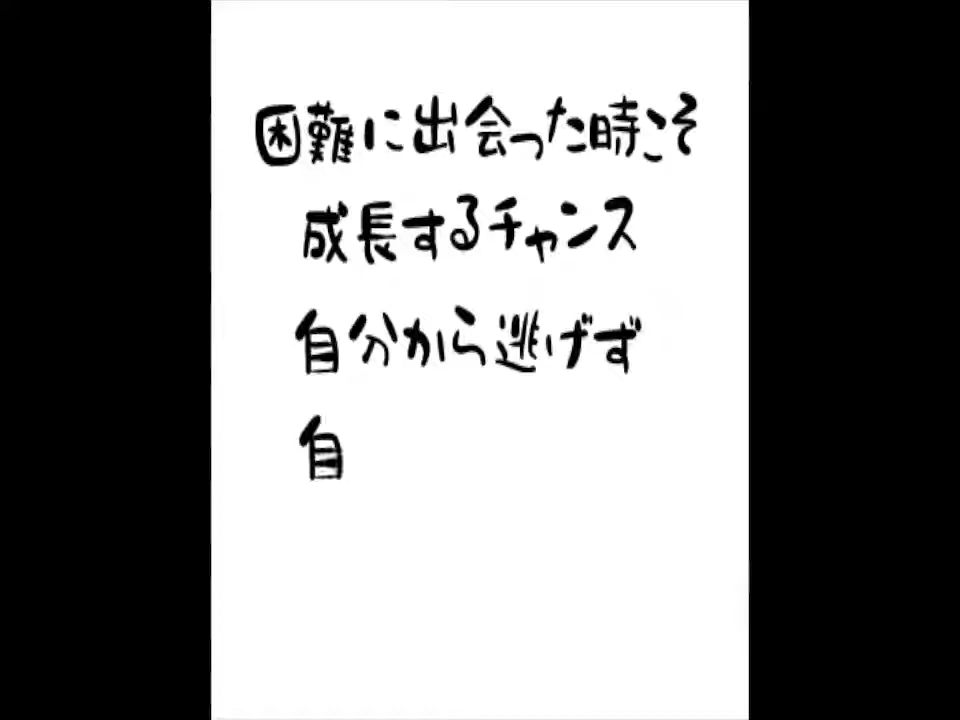 困難に出会った時こそ
成長するチャンス
自分から逃げず
自